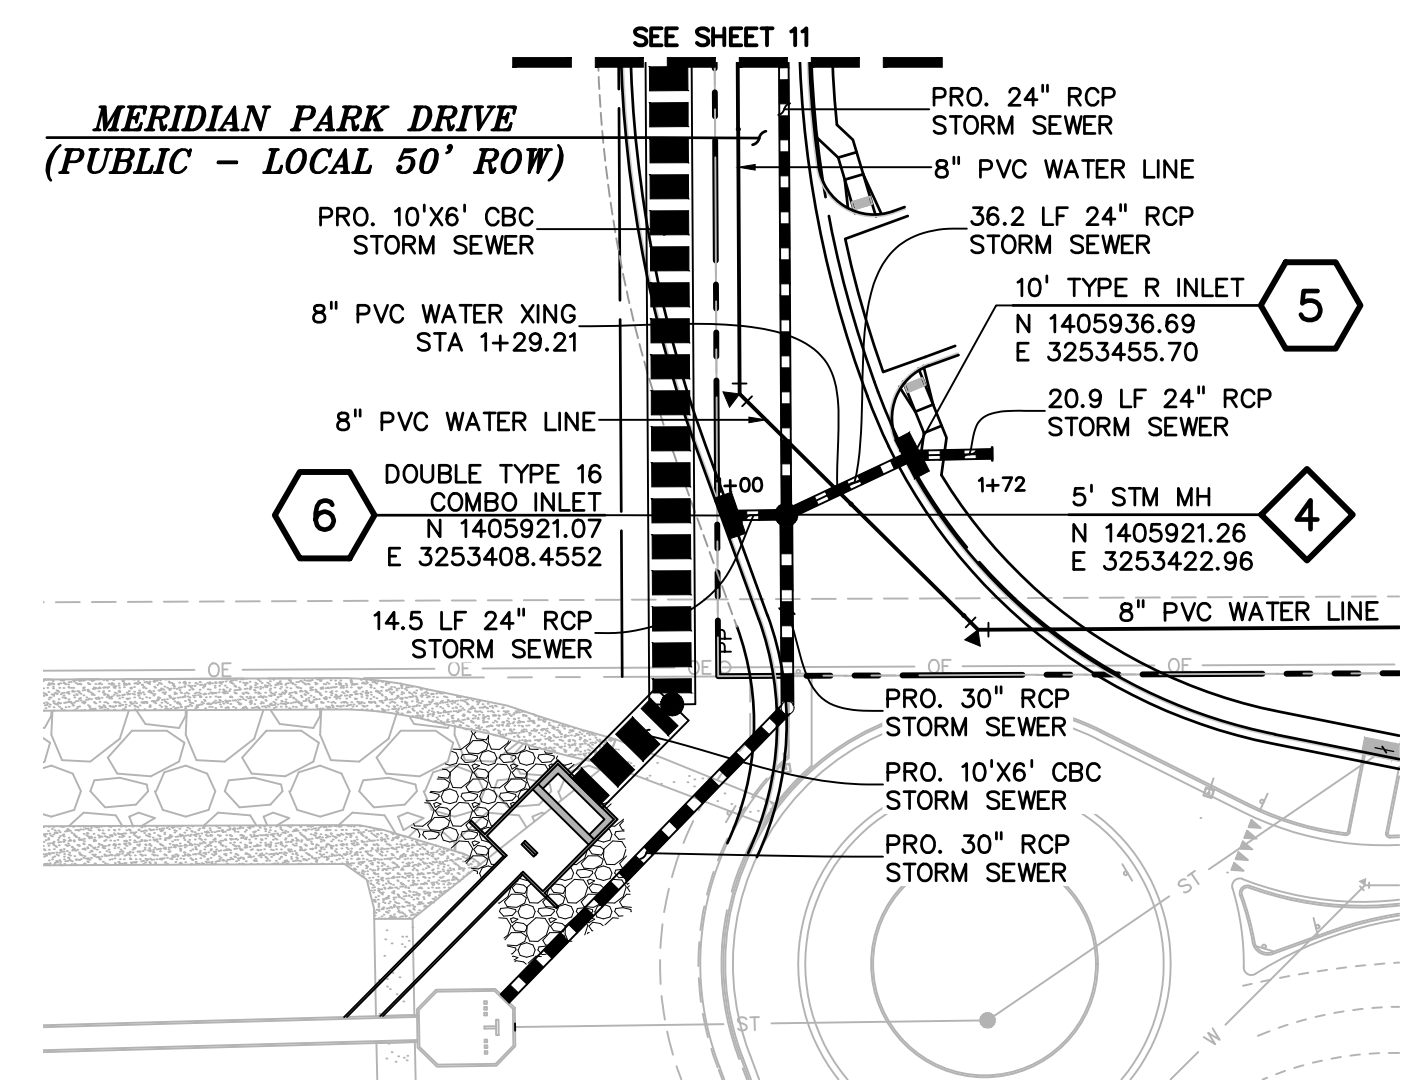 SEE SHEET 11
MERIDIAN PARK DRIVE
(PUBLIC - LOCAL 50' ROW)
PRO. 24" RCP
STORM SEWER
8" PVC WATER LINE
PRO. 10'X6' CBC
STORM SEWER
36.2 LF 24" RCP
STORM SEWER
10' TYPE R INLET
N 1405936.69
E 3253455.70
5
8" PVC WATER XING
STA 1+29.21
20.9 LF 24" RCP
STORM SEWER
8" PVC WATER LINE
DOUBLE TYPE 16
COMBO INLET
N 1405921.07
E 3253408.4552
6
+00
1+72
5' STM MH
N 1405921.26
E 3253422.96
4
8" PVC WATER LINE
14.5 LF 24" RCP
STORM SEWER
PP
OE
OE
OE
OE
OE
PRO. 30" RCP
STORM SEWER
PRO. 10'X6' CBC
STORM SEWER
PRO. 30" RCP
STORM SEWER
ST
ST
W